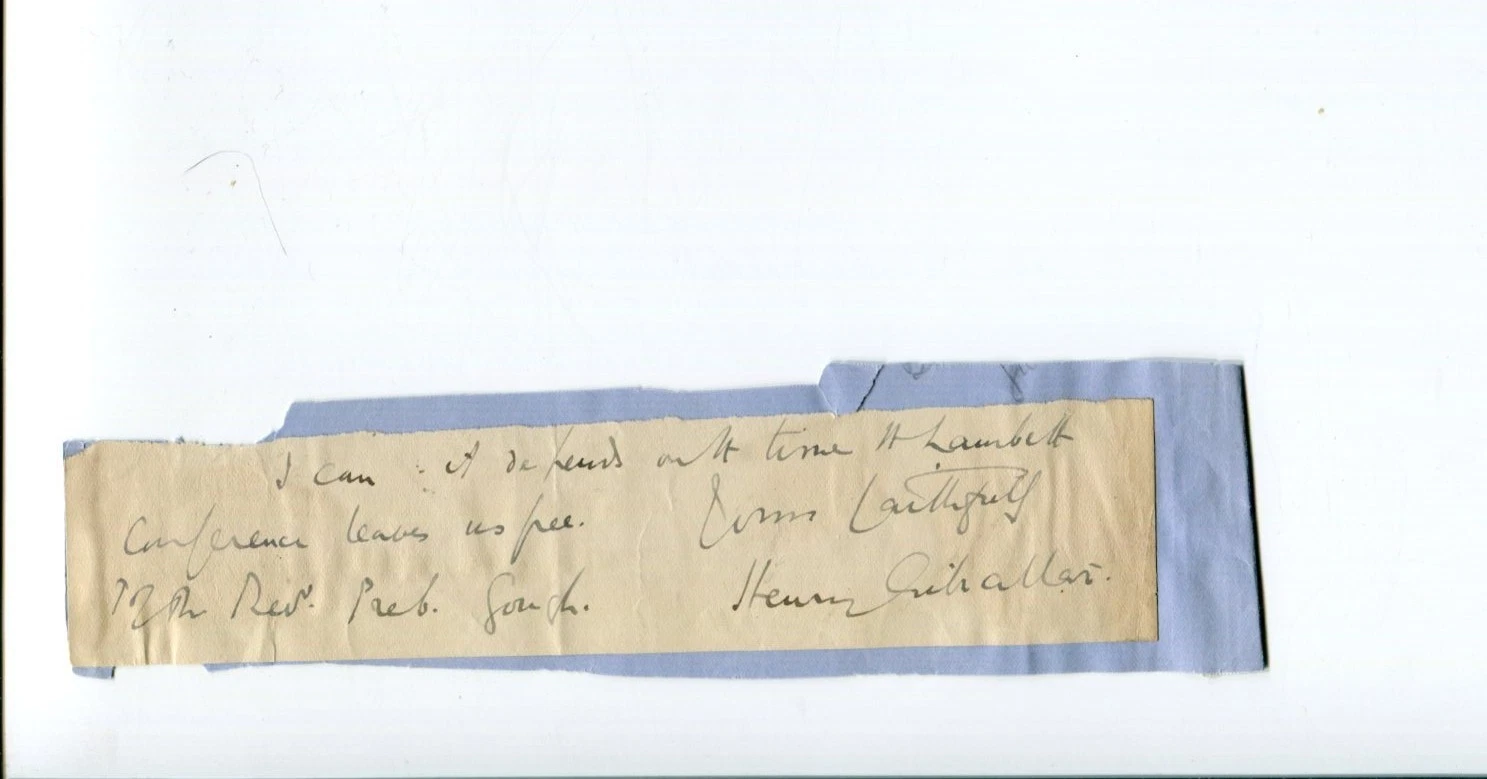 I can : it depends on the time the Lambeth
Conference leaves us free. Yours faithfully
To the Revd. Preb. Gough. Henry Gibraltar.